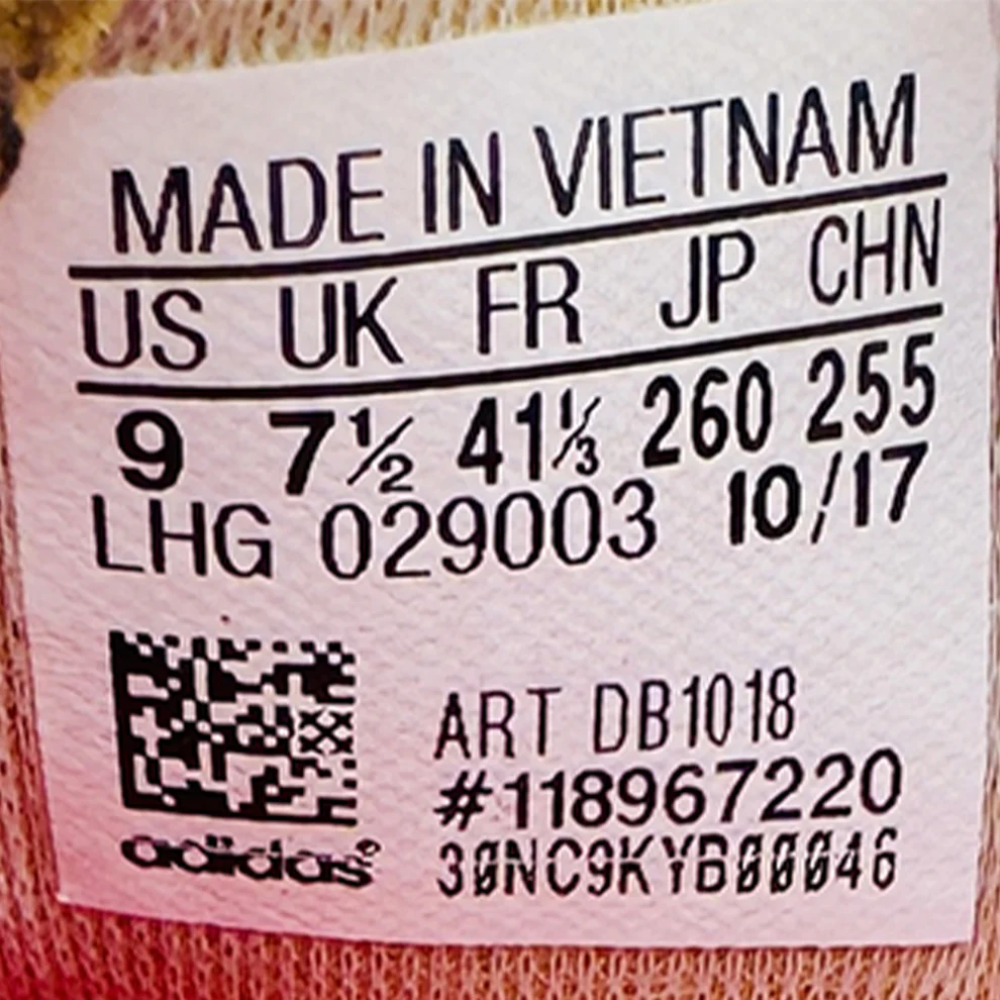 MADE IN VIETNAM
US UK FR JP CHN
9 7½ 41⅓ 260 255
LHG 029003 10/17
ART DB1018
#118967220
adidas® 30NC9KYB00046